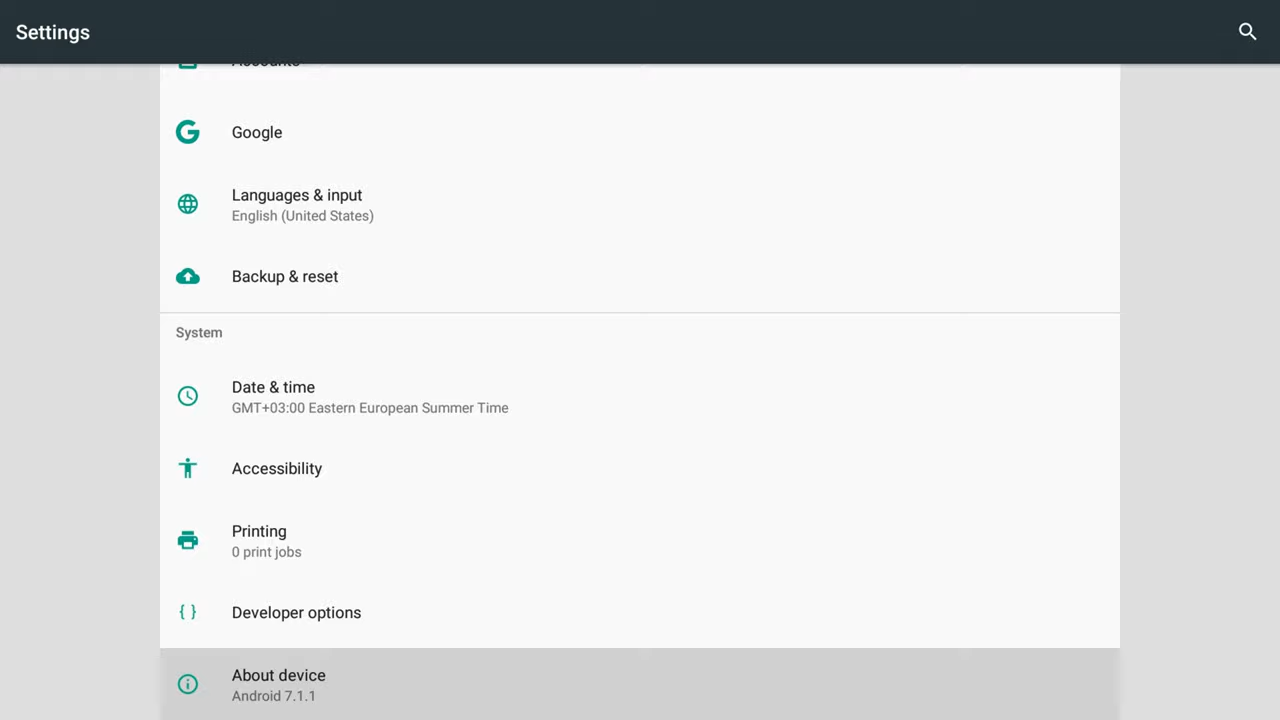 Settings
Accounts
Google
Languages & input
English (United States)
Backup & reset
System
Date & time
GMT+03:00 Eastern European Summer Time
Accessibility
Printing
0 print jobs
Developer options
About device
Android 7.1.1